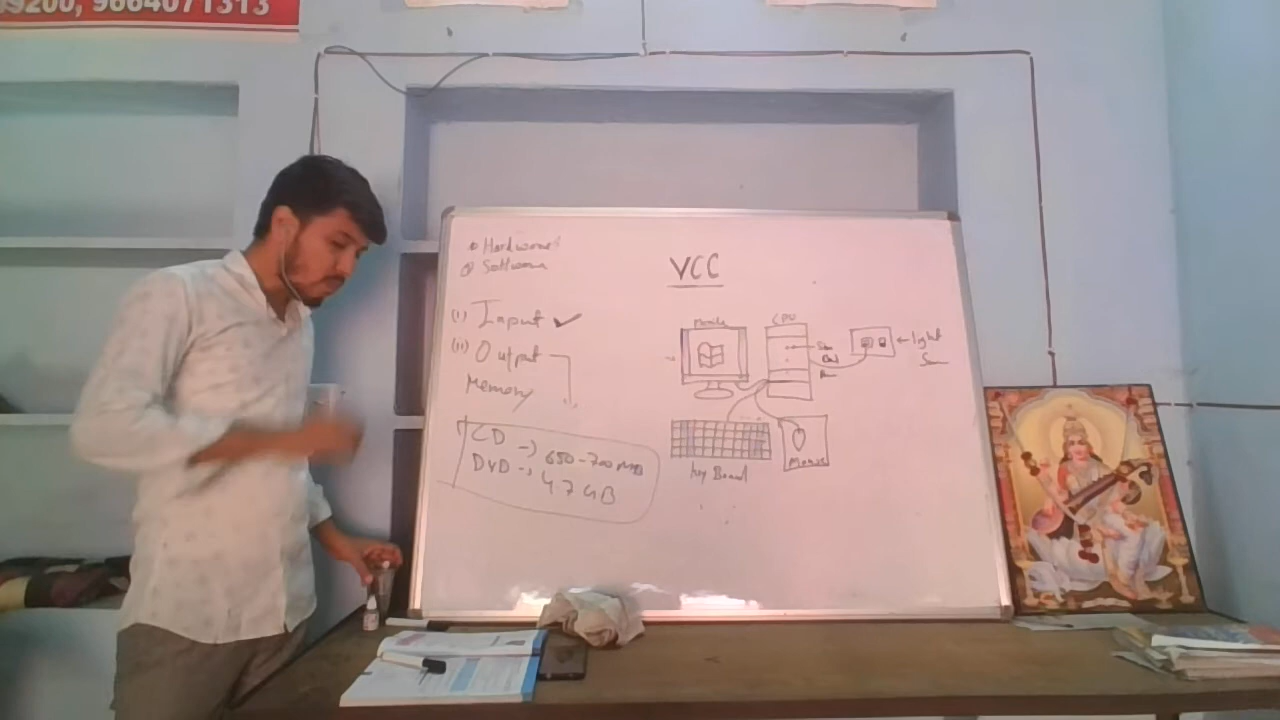 9200, 9664071313
Hardware
Software
VCC
(i) Input ✓
(ii) Output
Memory
CD → 650-700 MB
DVD → 4.7 GB
CPU
← light
Key Board
Mouse